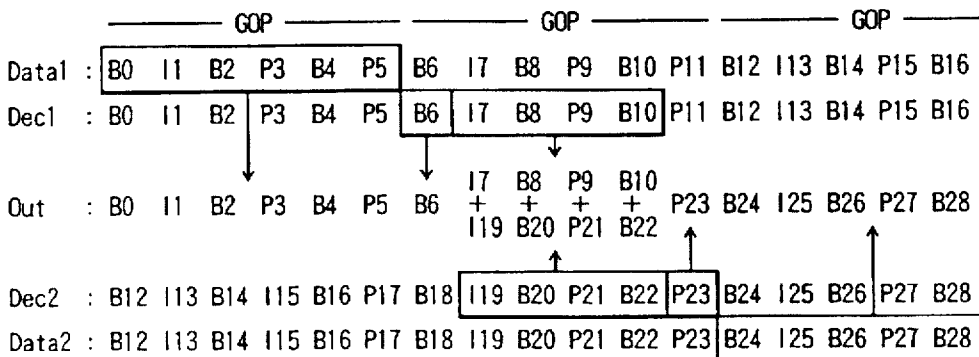 GOP GOP GOP
Data1 : B0 I1 B2 P3 B4 P5 B6 I7 B8 P9 B10 P11 B12 I13 B14 P15 B16
Dec1 : B0 I1 B2 P3 B4 P5 B6 I7 B8 P9 B10 P11 B12 I13 B14 P15 B16
I7 B8 P9 B10
Out : B0 I1 B2 P3 B4 P5 B6 + + + + P23 B24 I25 B26 P27 B28
I19 B20 P21 B22
Dec2 : B12 I13 B14 I15 B16 P17 B18 I19 B20 P21 B22 P23 B24 I25 B26 P27 B28
Data2 : B12 I13 B14 I15 B16 P17 B18 I19 B20 P21 B22 P23 B24 I25 B26 P27 B28